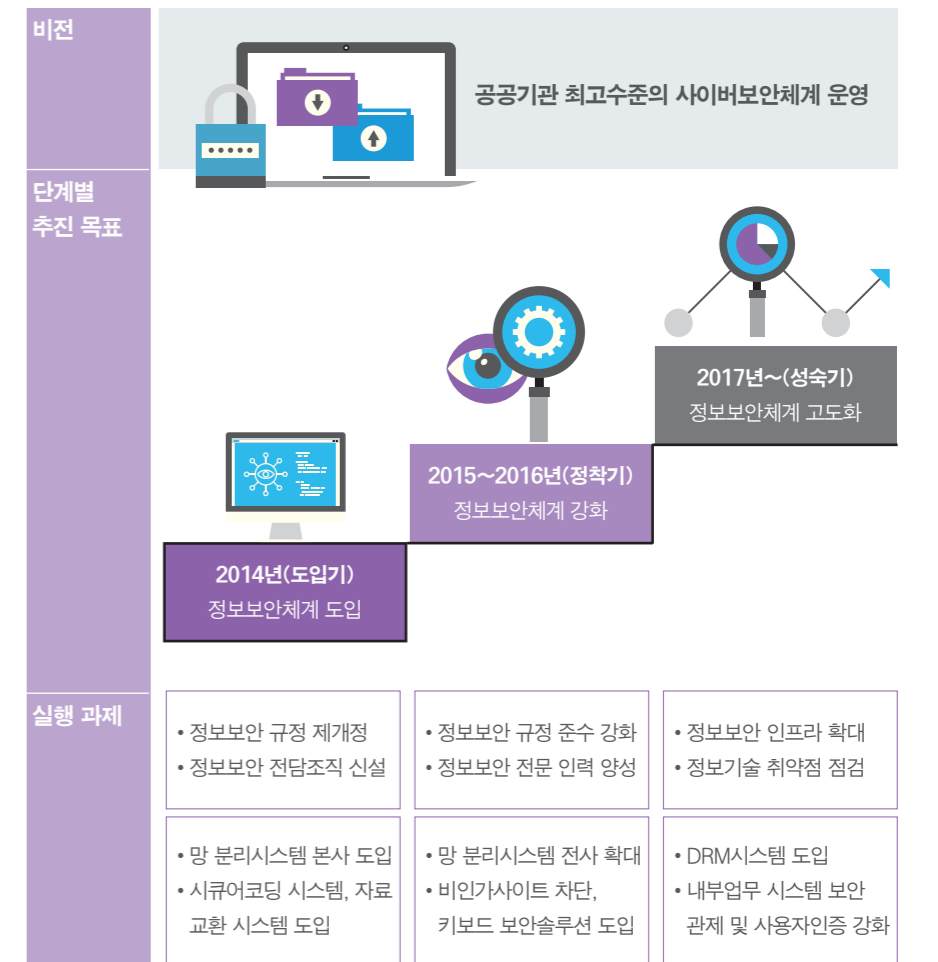 비전
공공기관 최고수준의 사이버보안체계 운영
단계별
추진 목표
2017년~(성숙기)
정보보안체계 고도화
2015~2016년(정착기)
정보보안체계 강화
2014년(도입기)
정보보안체계 도입
실행 과제
• 정보보안 규정 제개정
• 정보보안 전담조직 신설
• 정보보안 규정 준수 강화
• 정보보안 전문 인력 양성
• 정보보안 인프라 확대
• 정보기술 취약점 점검
• 망 분리시스템 본사 도입
• 시큐어코딩 시스템, 자료
교환 시스템 도입
• 망 분리시스템 전사 확대
• 비인가사이트 차단,
키보드 보안솔루션 도입
• DRM시스템 도입
• 내부업무 시스템 보안
관제 및 사용자인증 강화